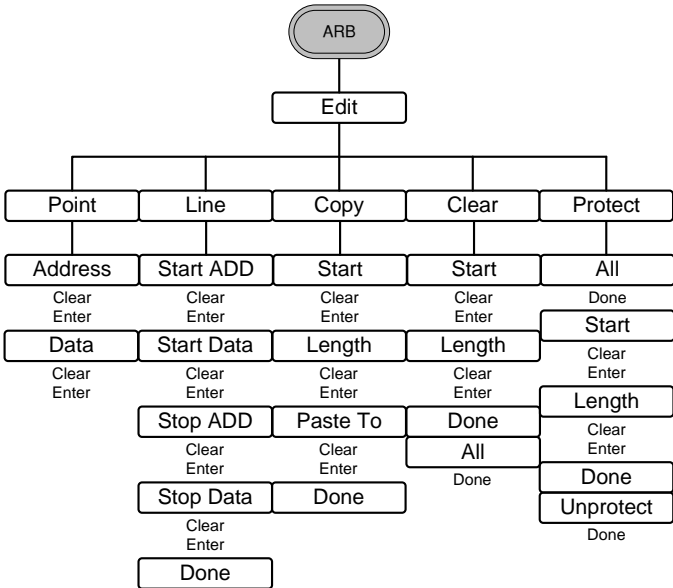 ARB
Edit
Point
Line
Copy
Clear
Protect
Address
Clear
Enter
Data
Clear
Enter
Start ADD
Clear
Enter
Start Data
Clear
Enter
Stop ADD
Clear
Enter
Stop Data
Clear
Enter
Done
Start
Clear
Enter
Length
Clear
Enter
Paste To
Clear
Enter
Done
Start
Clear
Enter
Length
Clear
Enter
Done
All
Done
All
Done
Start
Clear
Enter
Length
Clear
Enter
Done
Unprotect
Done